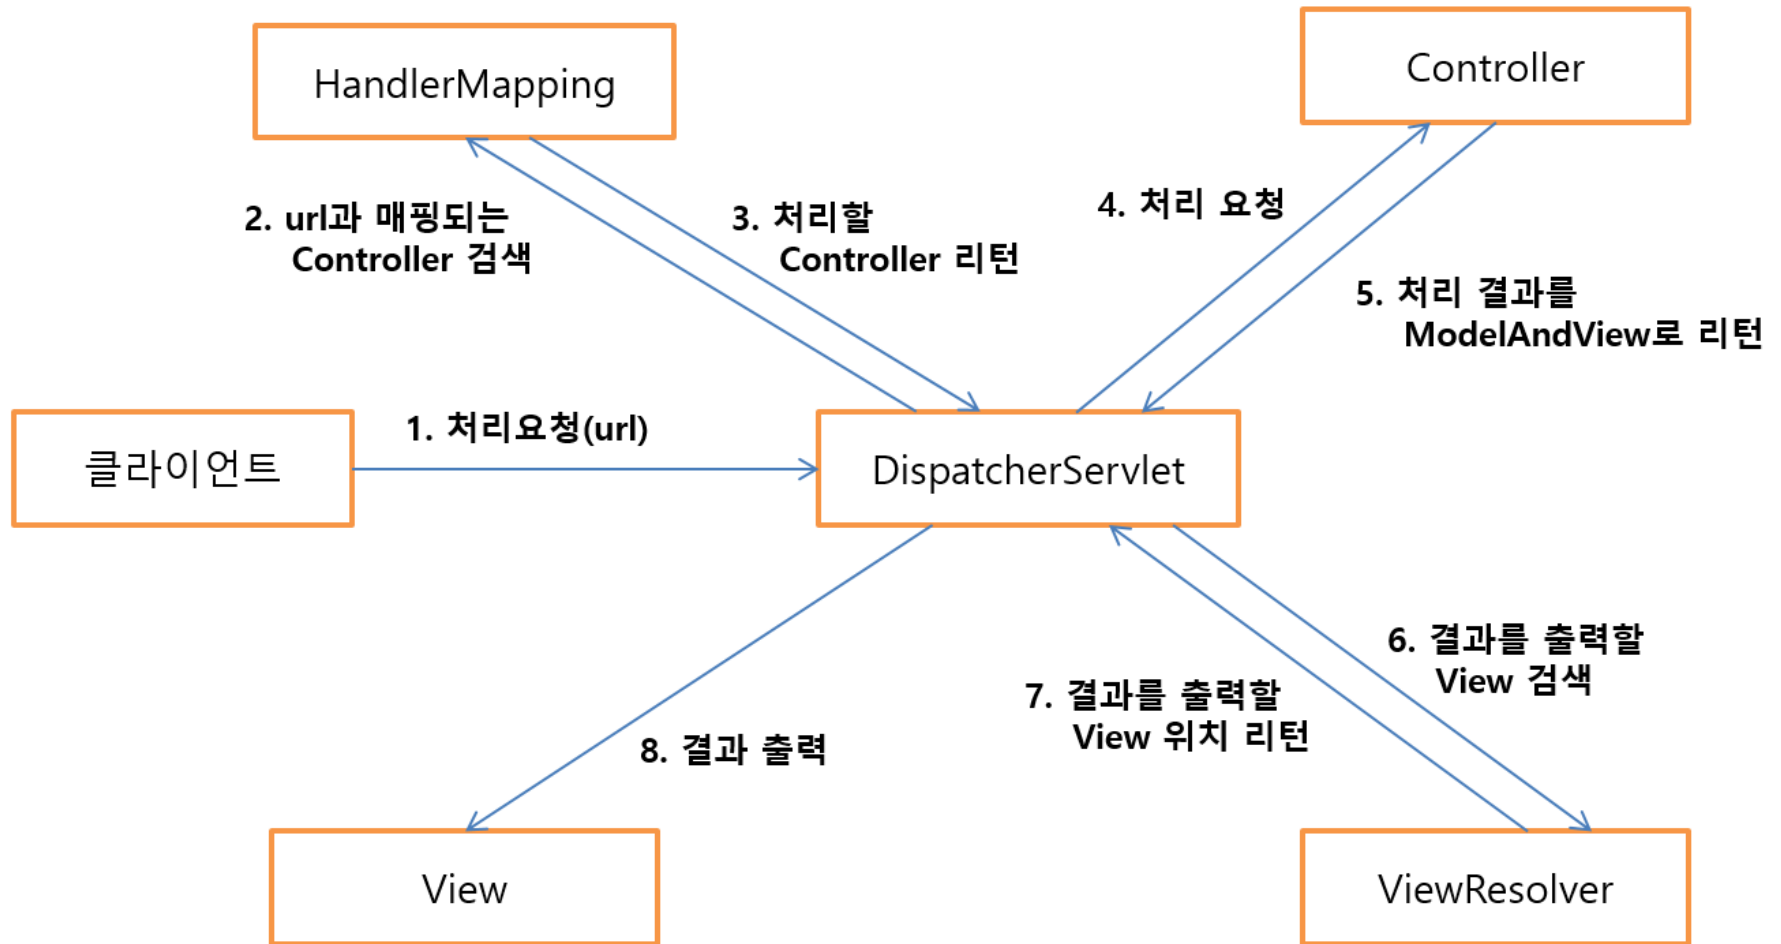 HandlerMapping
Controller
2. url과 매핑되는
Controller 검색
3. 처리할
Controller 리턴
4. 처리 요청
5. 처리 결과를
ModelAndView로 리턴
1. 처리요청(url)
클라이언트
DispatcherServlet
6. 결과를 출력할
View 검색
7. 결과를 출력할
View 위치 리턴
8. 결과 출력
View
ViewResolver